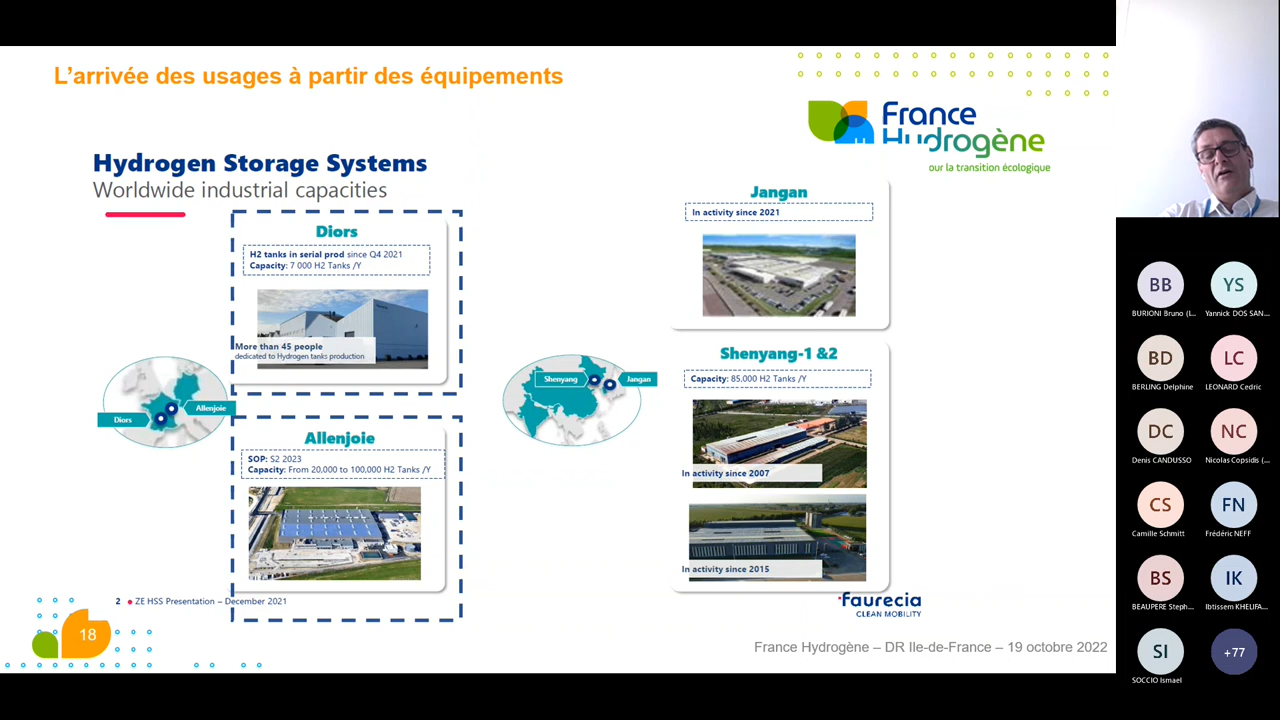 L'arrivée des usages à partir des équipements
France
Hydrogène
our la transition écologique
Hydrogen Storage Systems
Worldwide industrial capacities
Diors
H2 tanks in serial prod since Q4 2021
Capacity: 7 000 H2 Tanks /Y
More than 45 people
dedicated to Hydrogen tanks production
Diors
Allenjoie
Allenjoie
SOP: S2 2023
Capacity: From 20,000 to 100,000 H2 Tanks /Y
Jangan
In activity since 2021
Shenyang
Jangan
Shenyang-1 &2
Capacity: 85,000 H2 Tanks /Y
In activity since 2007
In activity since 2015
2 ● ZE HSS Presentation – December 2021
faurecia
CLEAN MOBILITY
18
France Hydrogène – DR Ile-de-France – 19 octobre 2022
BB
BURIONI Bruno (L...
YS
Yannick DOS SAN...
BD
BERLING Delphine
LC
LEONARD Cedric
DC
Denis CANDUSSO
NC
Nicolas Copsidis (...
CS
Camille Schmitt
FN
Frédéric NEFF
BS
BEAUPERE Steph...
IK
Ibtissem KHELIFA...
SI
SOCCIO Ismael
+77